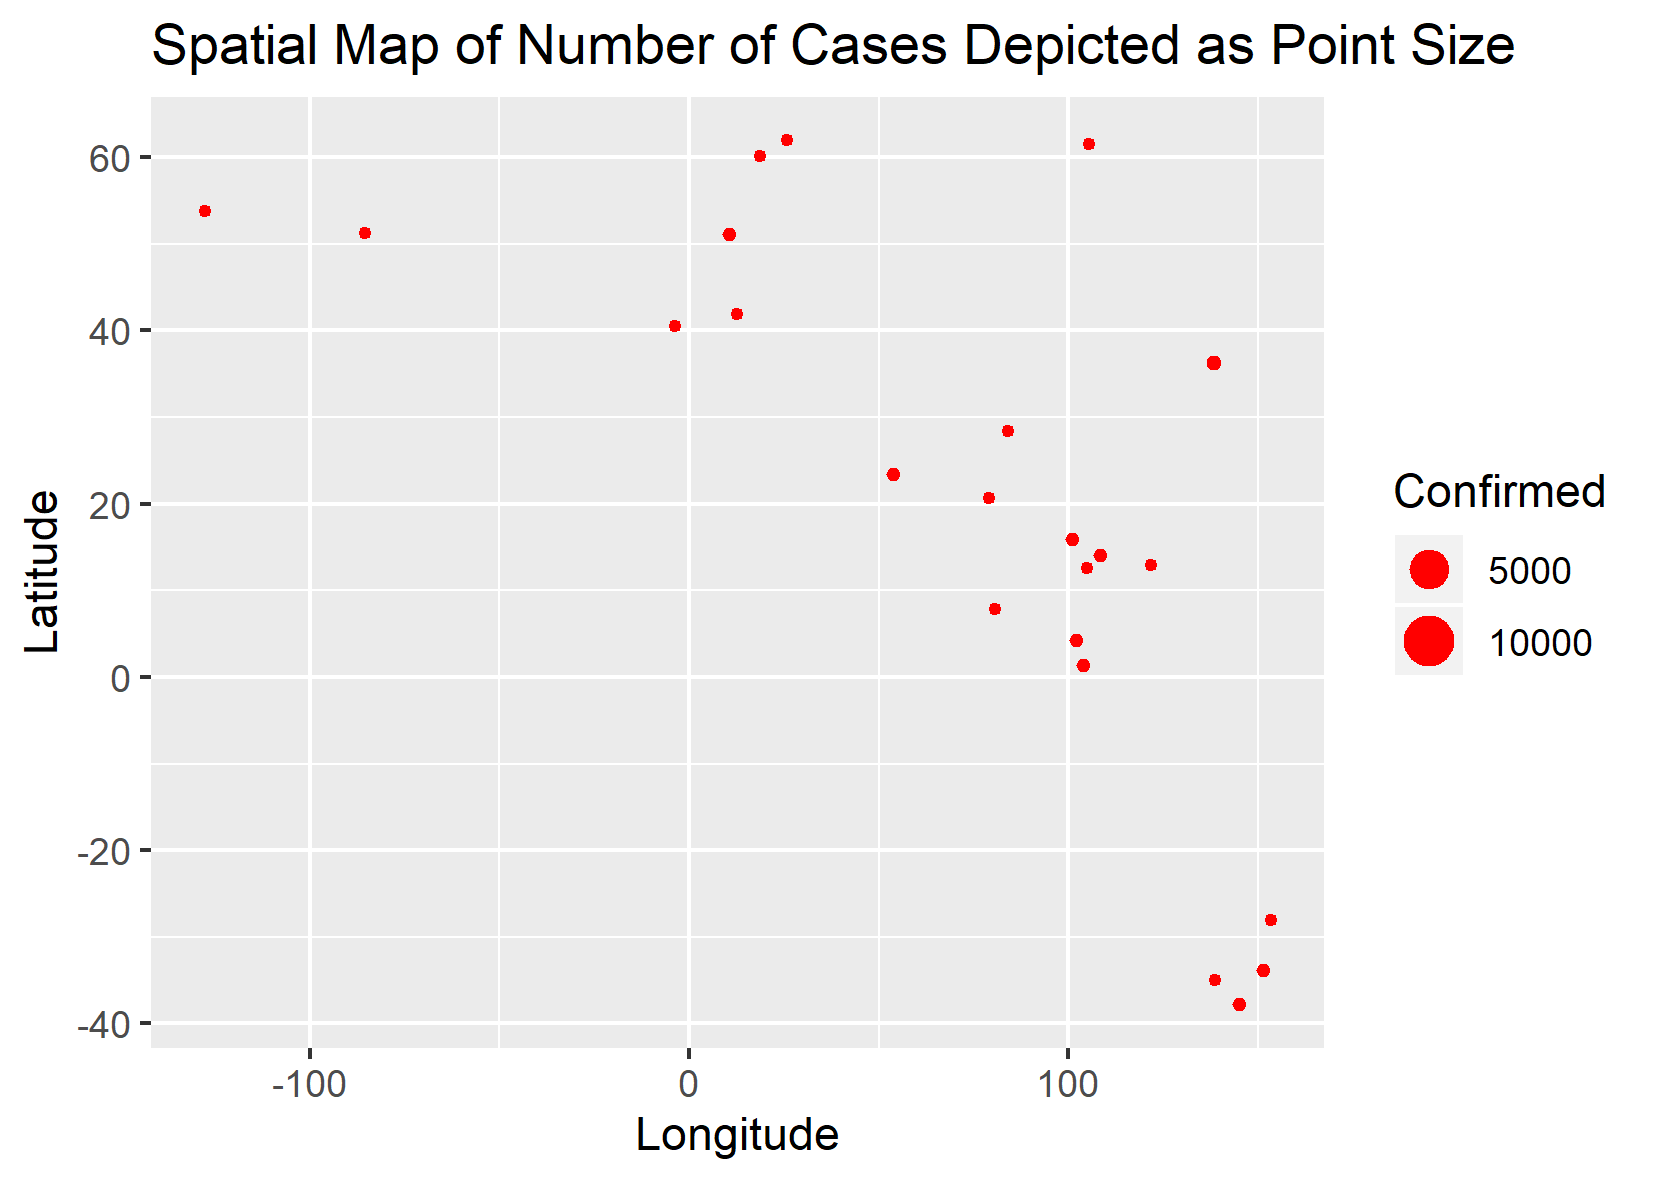 Spatial Map of Number of Cases Depicted as Point Size
60
40
20
0
-20
-40
Latitude
-100
0
100
Longitude
Confirmed
5000
10000